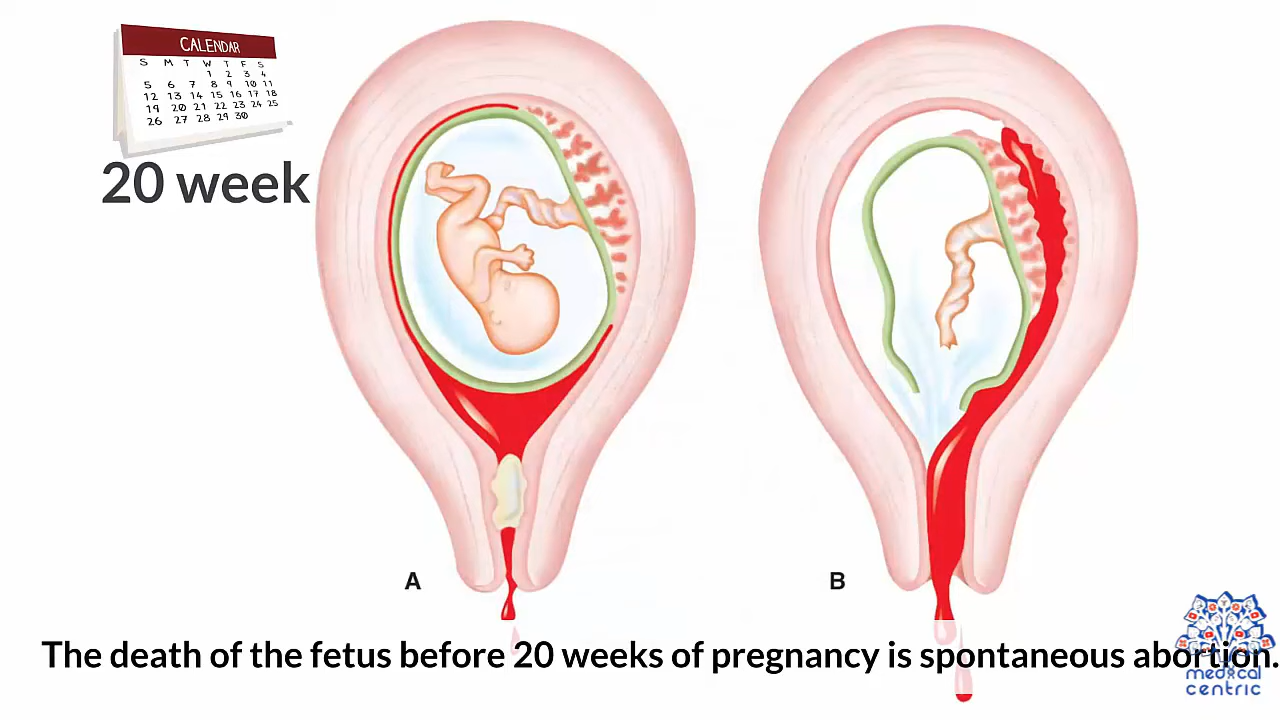 CALENDAR
S M T W T F S
1 2 3 4
5 6 7 8 9 10 11
12 13 14 15 16 17 18
19 20 21 22 23 24 25
26 27 28 29 30
20 week
A
B
The death of the fetus before 20 weeks of pregnancy is spontaneous abortion.
medical
centric